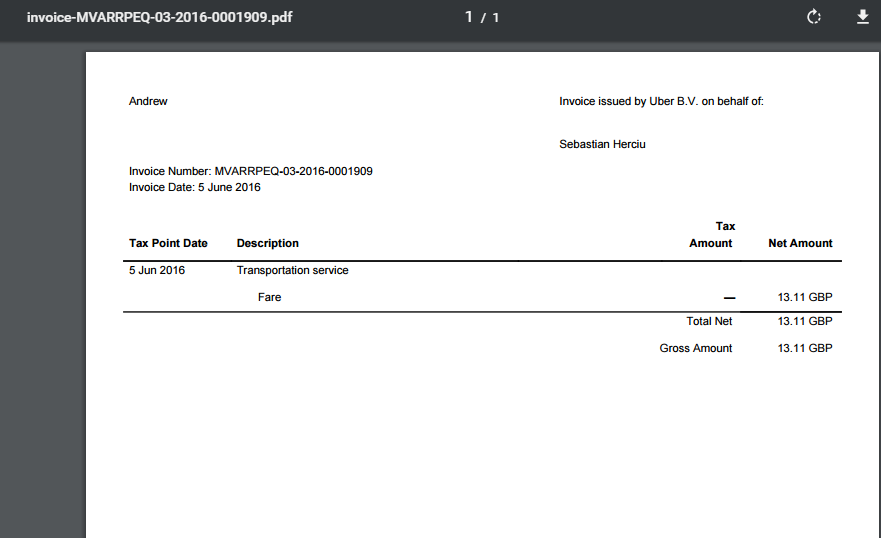 invoice-MVARRPEQ-03-2016-0001909.pdf 1 / 1
Andrew Invoice issued by Uber B.V. on behalf of:
Sebastian Herciu
Invoice Number: MVARRPEQ-03-2016-0001909
Invoice Date: 5 June 2016
Tax
Tax Point Date Description Amount Net Amount
5 Jun 2016 Transportation service
Fare — 13.11 GBP
Total Net 13.11 GBP
Gross Amount 13.11 GBP